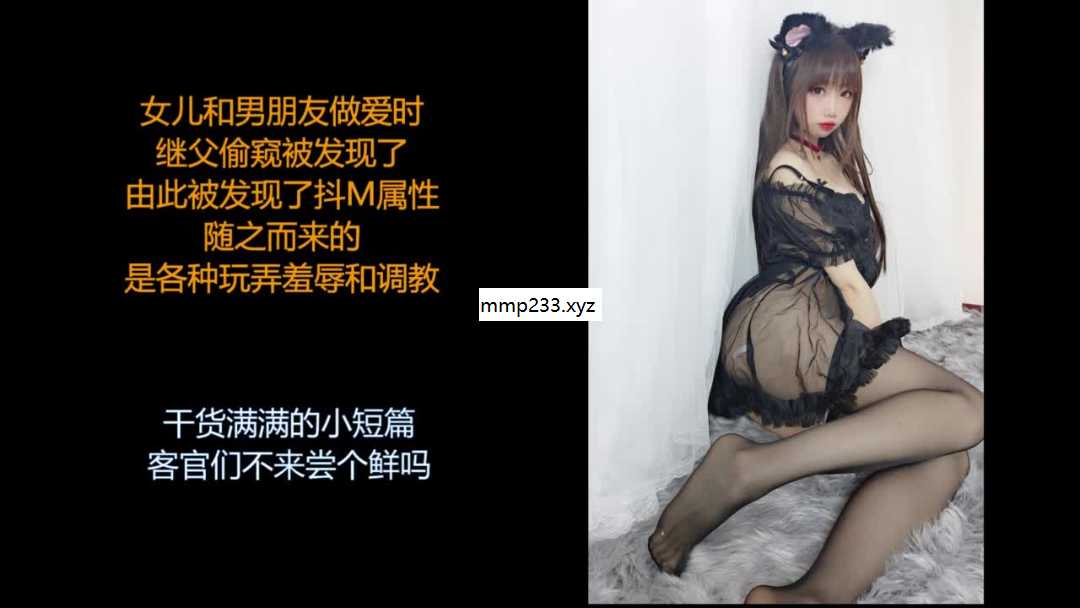 女儿和男朋友做爱时
继父偷窥被发现了
由此被发现了抖M属性
随之而来的
是各种玩弄羞辱和调教
mmp233.xyz
干货满满的小短篇
客官们不来尝个鲜吗